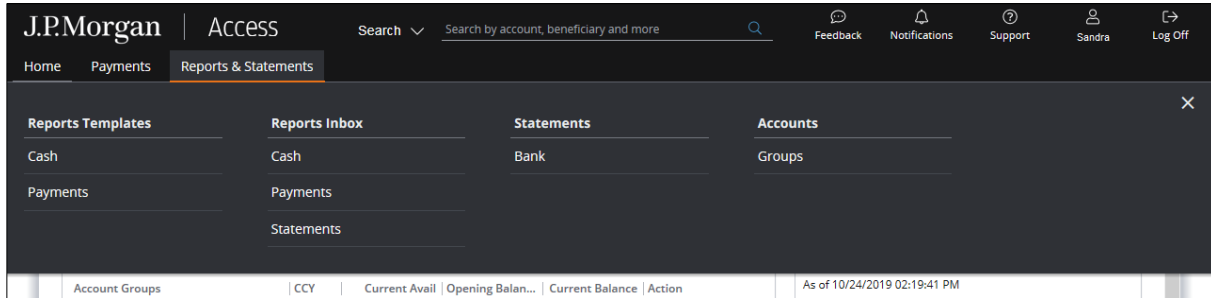 J.P.Morgan Access Search Search by account, beneficiary and more Feedback Notifications Support Sandra Log Off
Home Payments Reports & Statements
Reports Templates Reports Inbox Statements Accounts
Cash Cash Bank Groups
Payments Payments
Statements
Account Groups CCY Current Avail Opening Balan... Current Balance Action As of 10/24/2019 02:19:41 PM